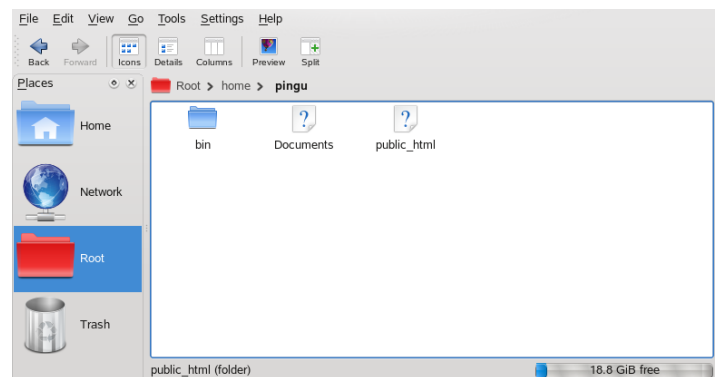 File Edit View Go Tools Settings Help
Back Forward Icons Details Columns Preview Split
Places
Root > home > pingu
Home
Network
Root
Trash
bin Documents public_html
public_html (folder)
18.8 GiB free